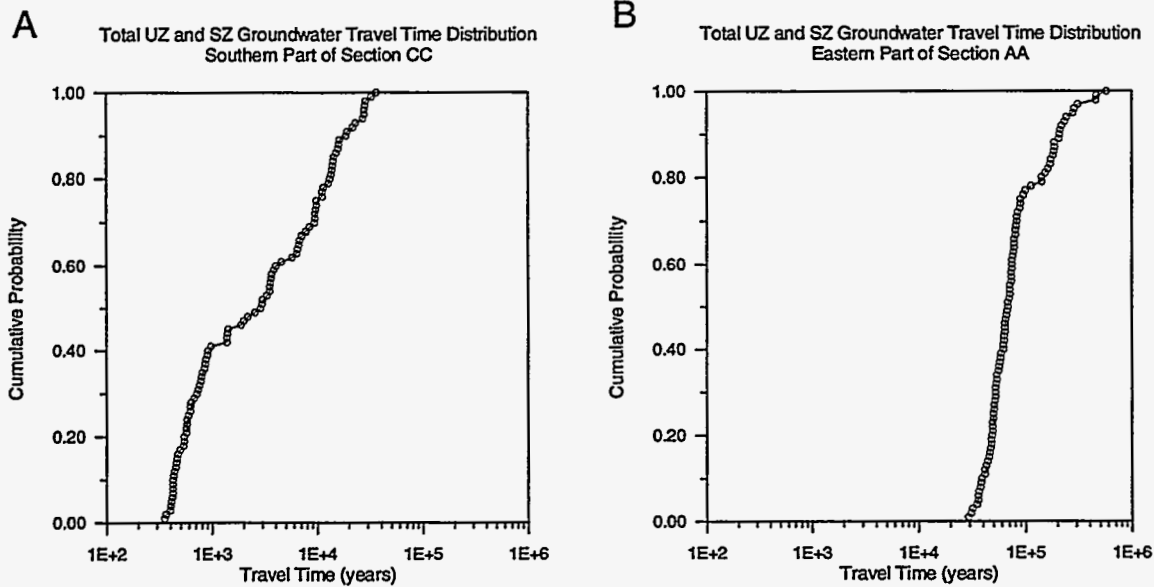 A
Total UZ and SZ Groundwater Travel Time Distribution
Southern Part of Section CC
1.00
0.80
0.60
0.40
0.20
0.00
Cumulative Probability
1E+2 1E+3 1E+4 1E+5 1E+6
Travel Time (years)
B
Total UZ and SZ Groundwater Travel Time Distribution
Eastern Part of Section AA
1.00
0.80
0.60
0.40
0.20
0.00
Cumulative Probability
1E+2 1E+3 1E+4 1E+5 1E+6
Travel Time (years)